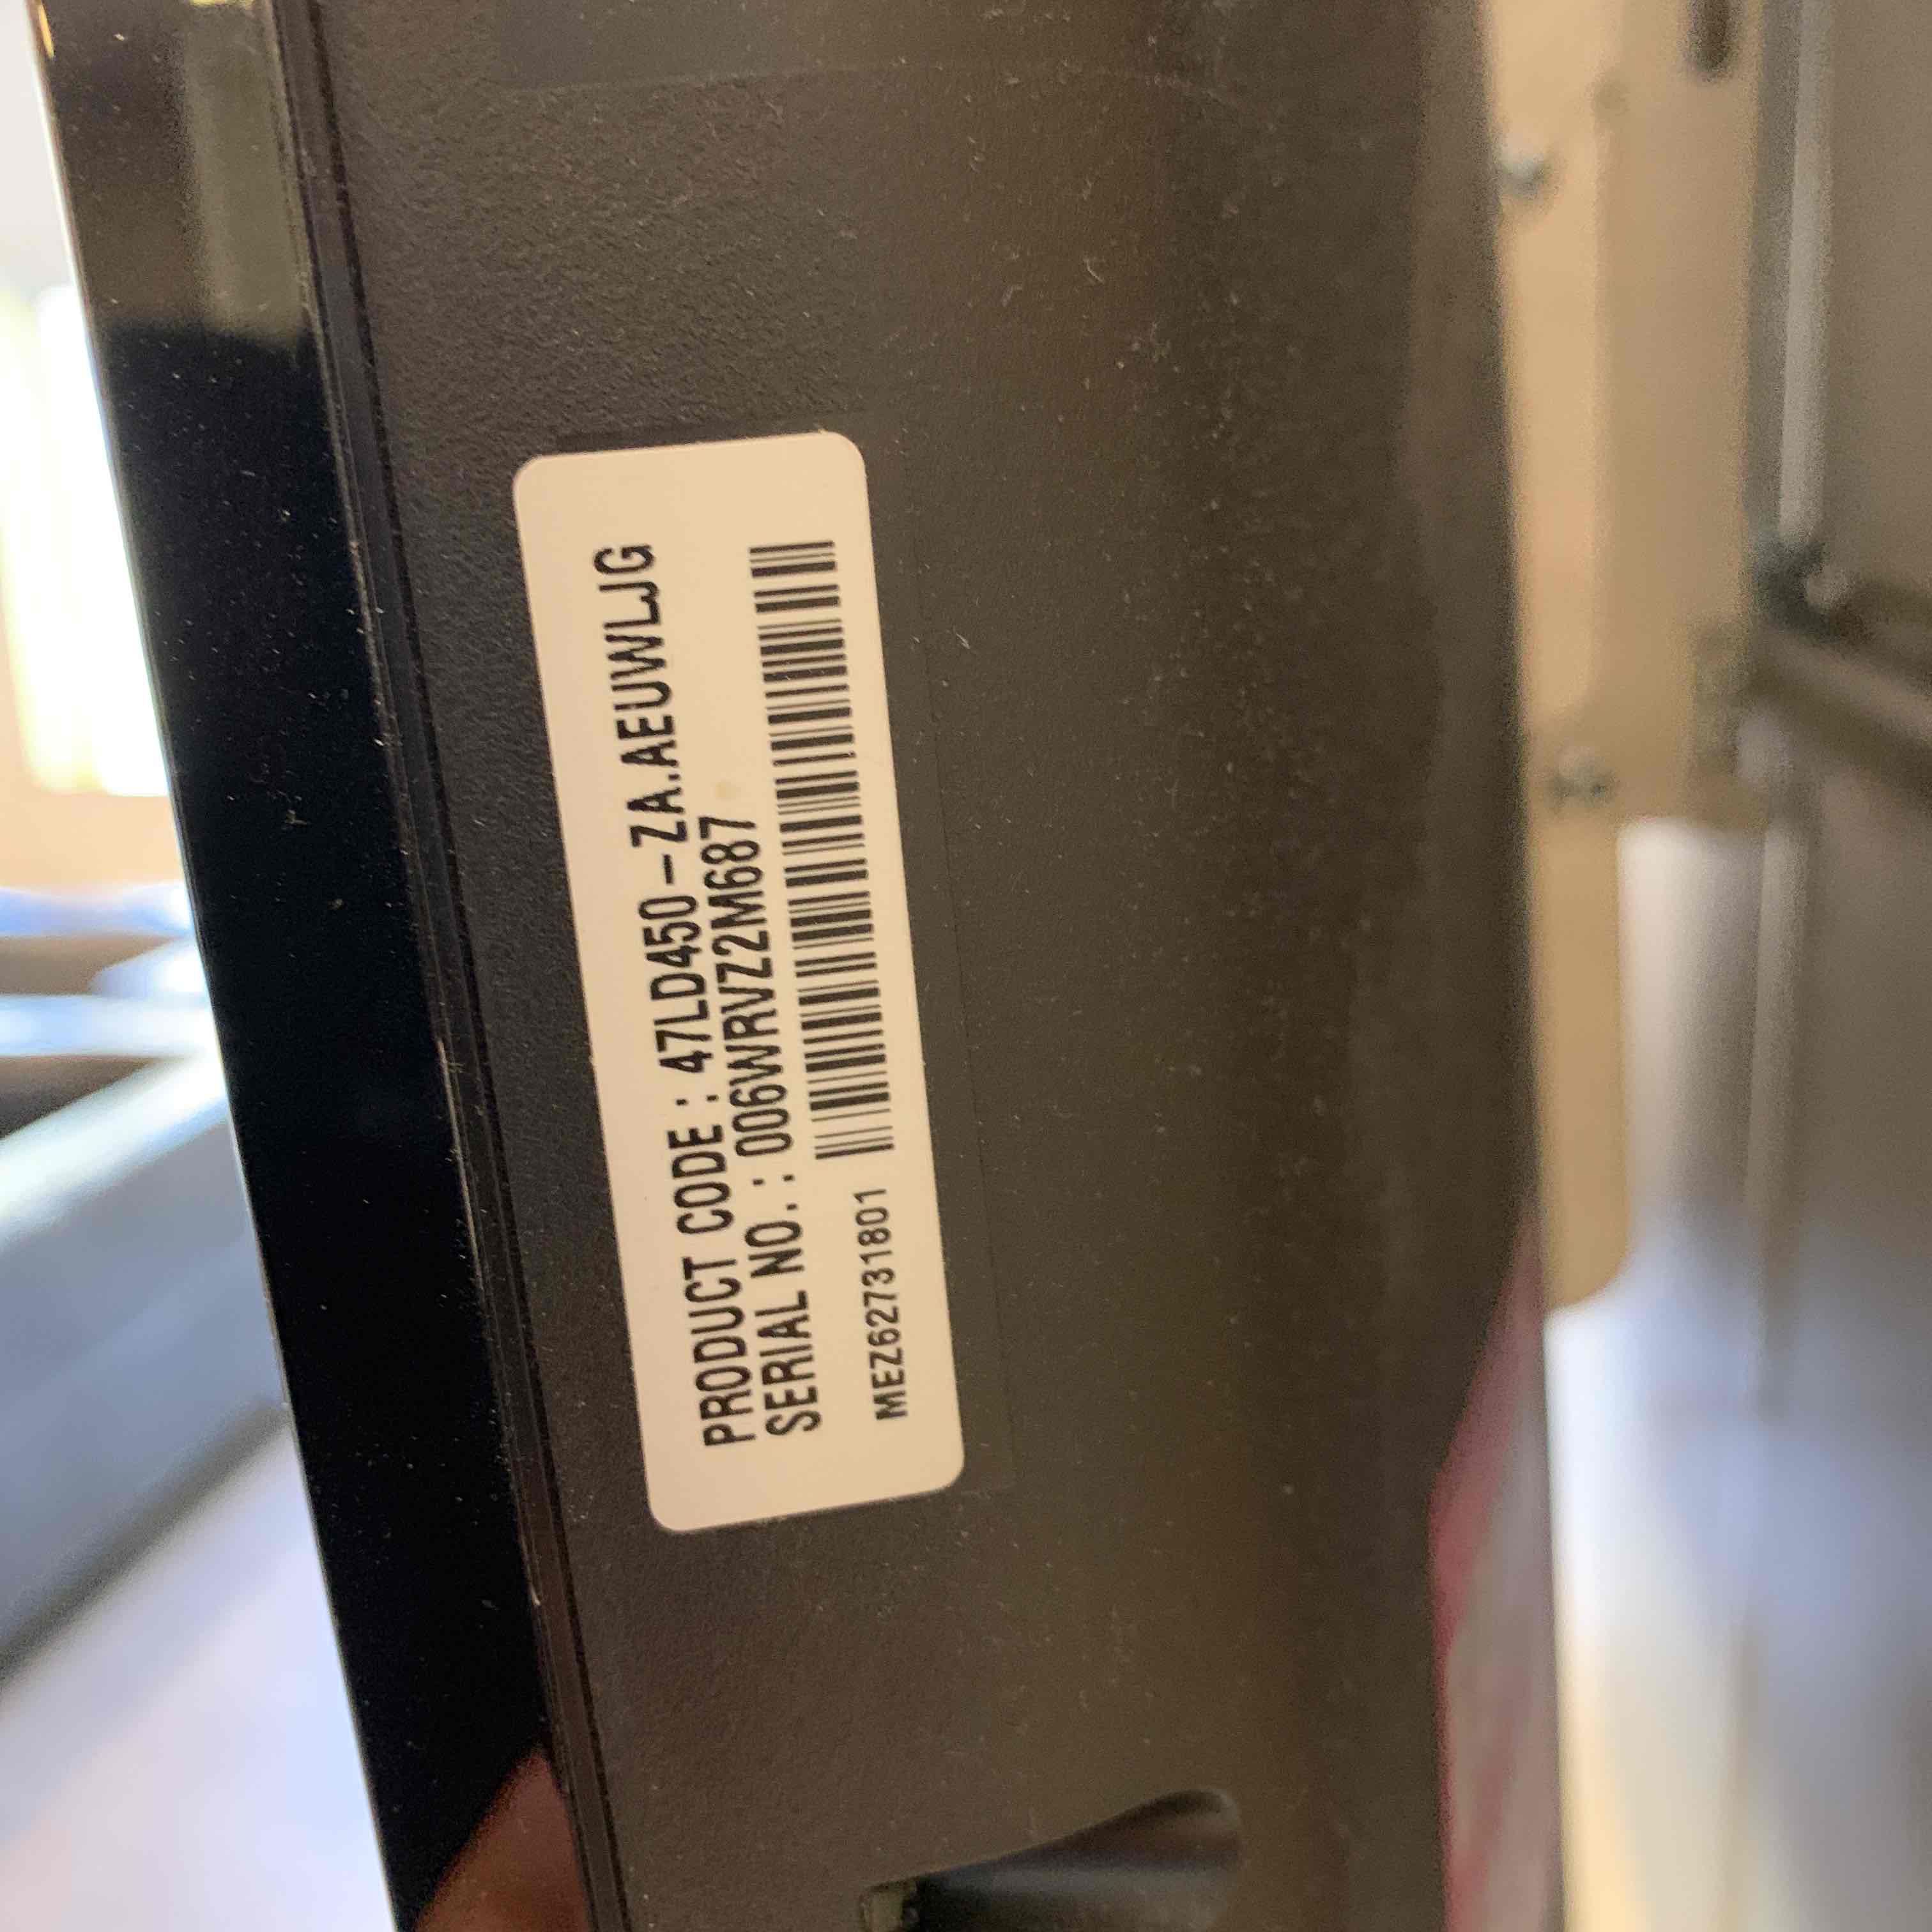 PRODUCT CODE : 47LD450-ZA.AEUWLJG
SERIAL NO. : 006WRVZ2M687
MEZ62731801